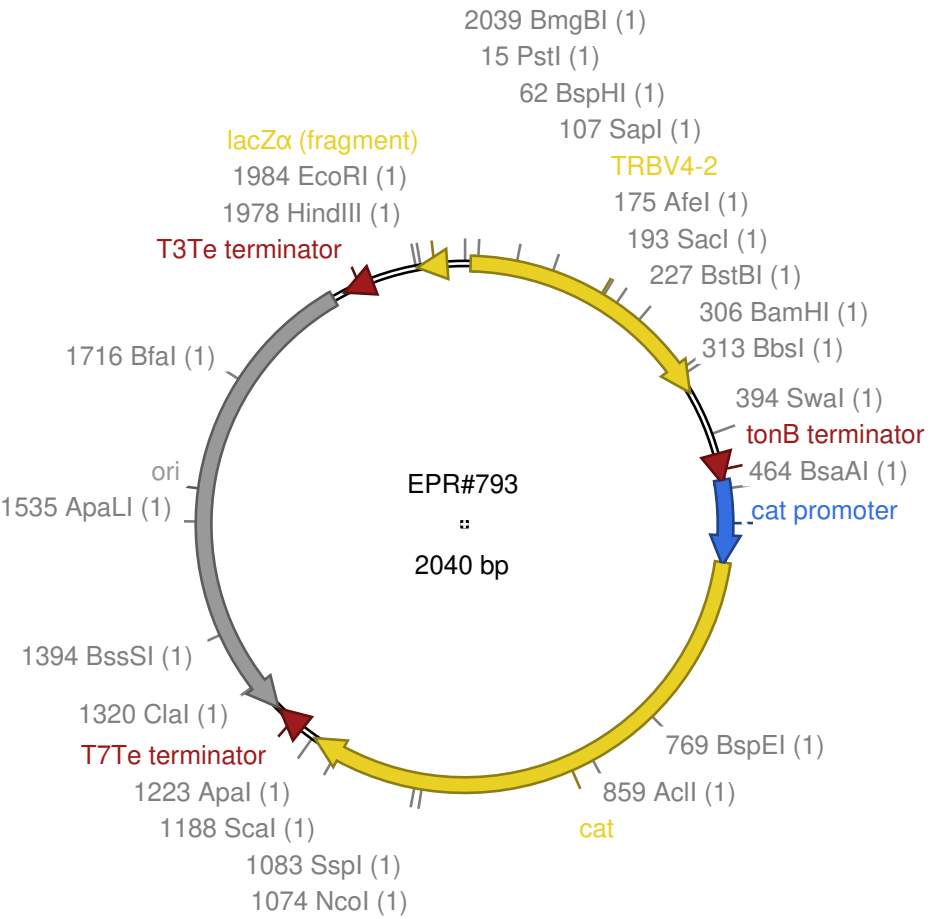 2039 BmgBI (1)
15 PstI (1)
62 BspHI (1)
107 SapI (1)
lacZα (fragment)
TRBV4-2
1984 EcoRI (1)
175 AfeI (1)
1978 HindIII (1)
193 SacI (1)
T3Te terminator
227 BstBI (1)
306 BamHI (1)
1716 BfaI (1)
313 BbsI (1)
394 SwaI (1)
tonB terminator
ori
464 BsaAI (1)
EPR#793
1535 ApaLI (1)
cat promoter
2040 bp
1394 BssSI (1)
1320 ClaI (1)
769 BspEI (1)
T7Te terminator
1223 ApaI (1)
859 AclI (1)
1188 ScaI (1)
cat
1083 SspI (1)
1074 NcoI (1)